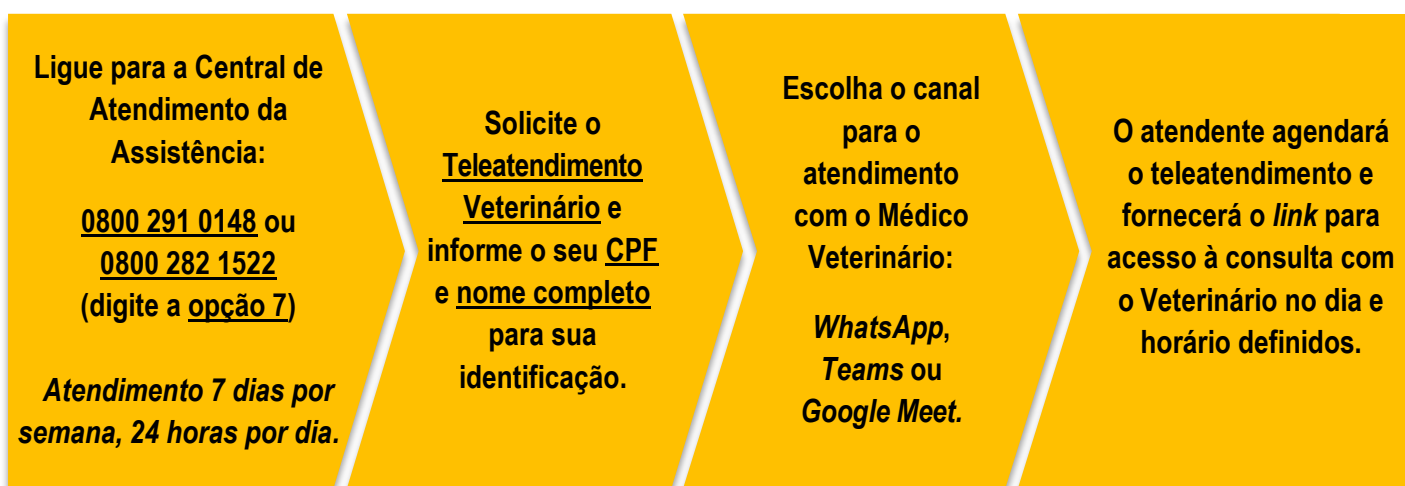 Ligue para a Central de
Atendimento da
Assistência:
0800 291 0148 ou
0800 282 1522
(digite a opção 7)
Atendimento 7 dias por
semana, 24 horas por dia.
Solicite o
Teleatendimento
Veterinário e
informe o seu CPF
e nome completo
para sua
identificação.
Escolha o canal
para o
atendimento
com o Médico
Veterinário:
WhatsApp,
Teams ou
Google Meet.
O atendente agendará
o teleatendimento e
fornecerá o link para
acesso à consulta com
o Veterinário no dia e
horário definidos.